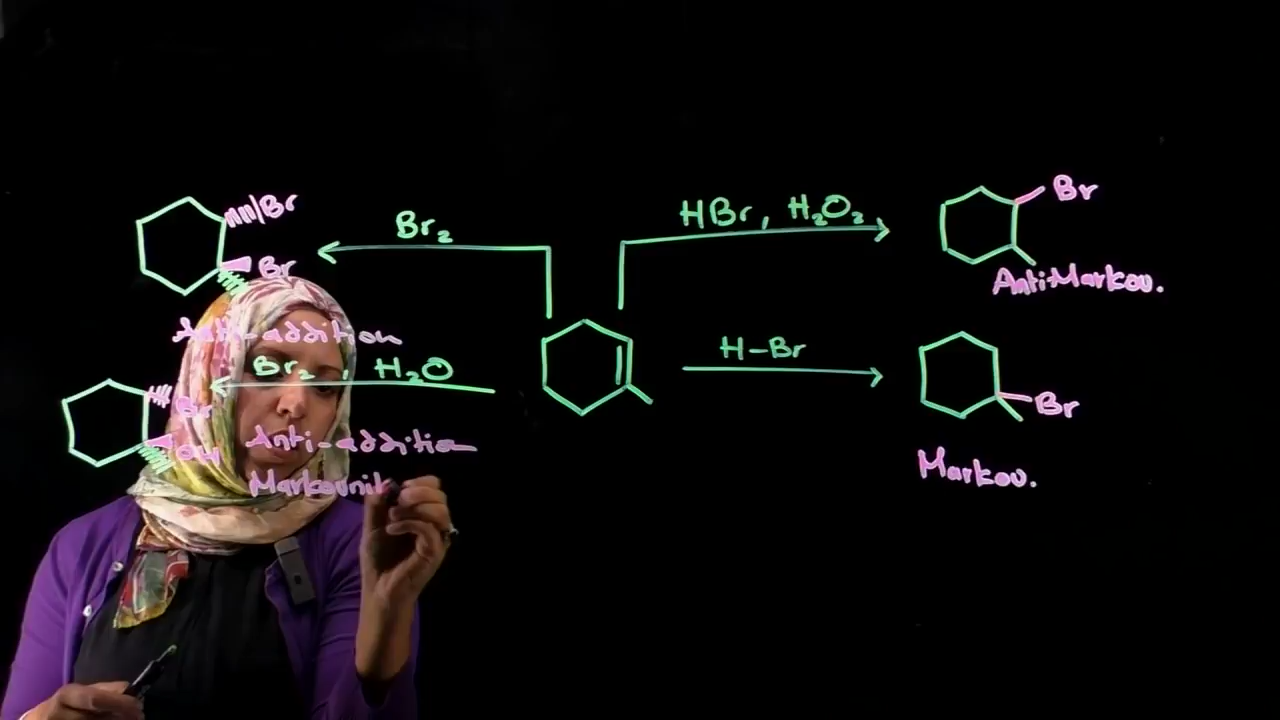 Br
Br
Anti-addition
Br₂
HBr, H₂O₂
Br
Anti-Markov.
Br₂, H₂O
Br
OH
Anti-addition
Markovnik
H-Br
Br
Markov.